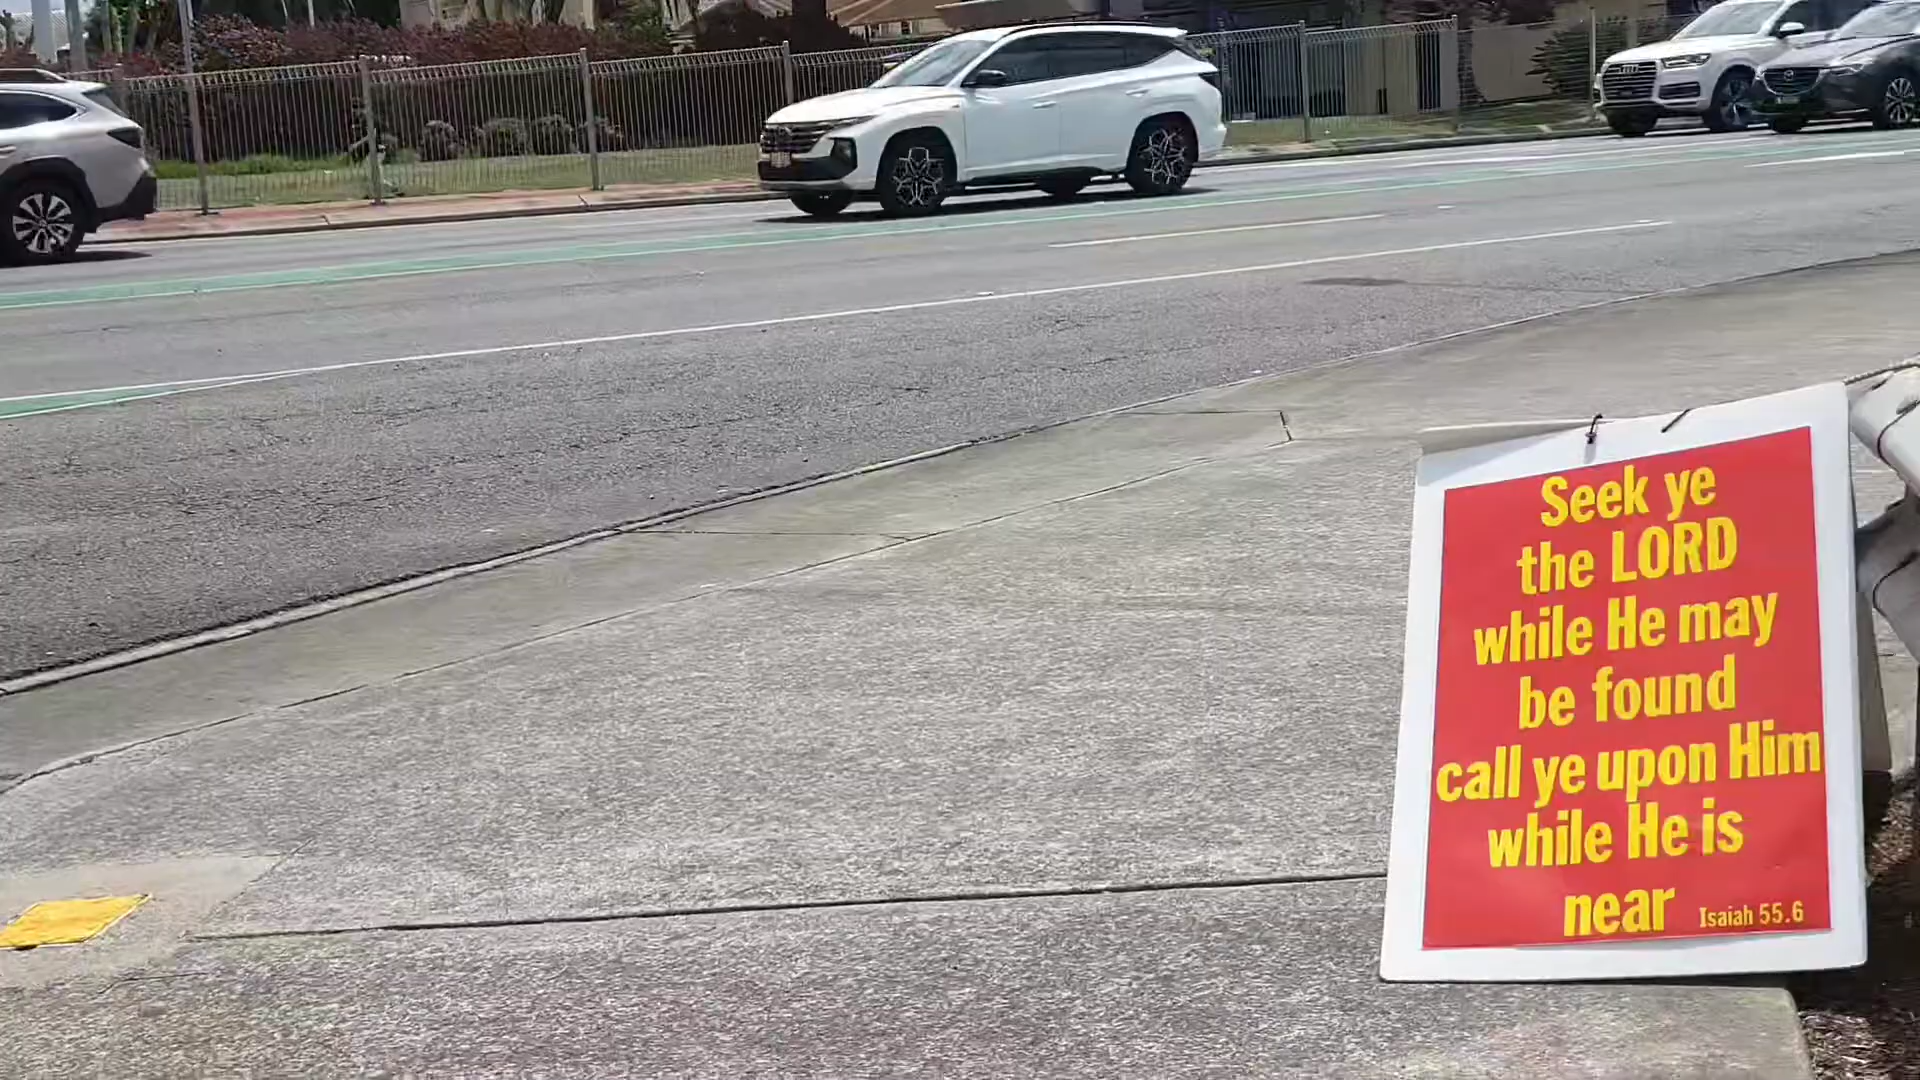 Seek ye
the LORD
while He may
be found
call ye upon Him
while He is
near Isaiah 55.6